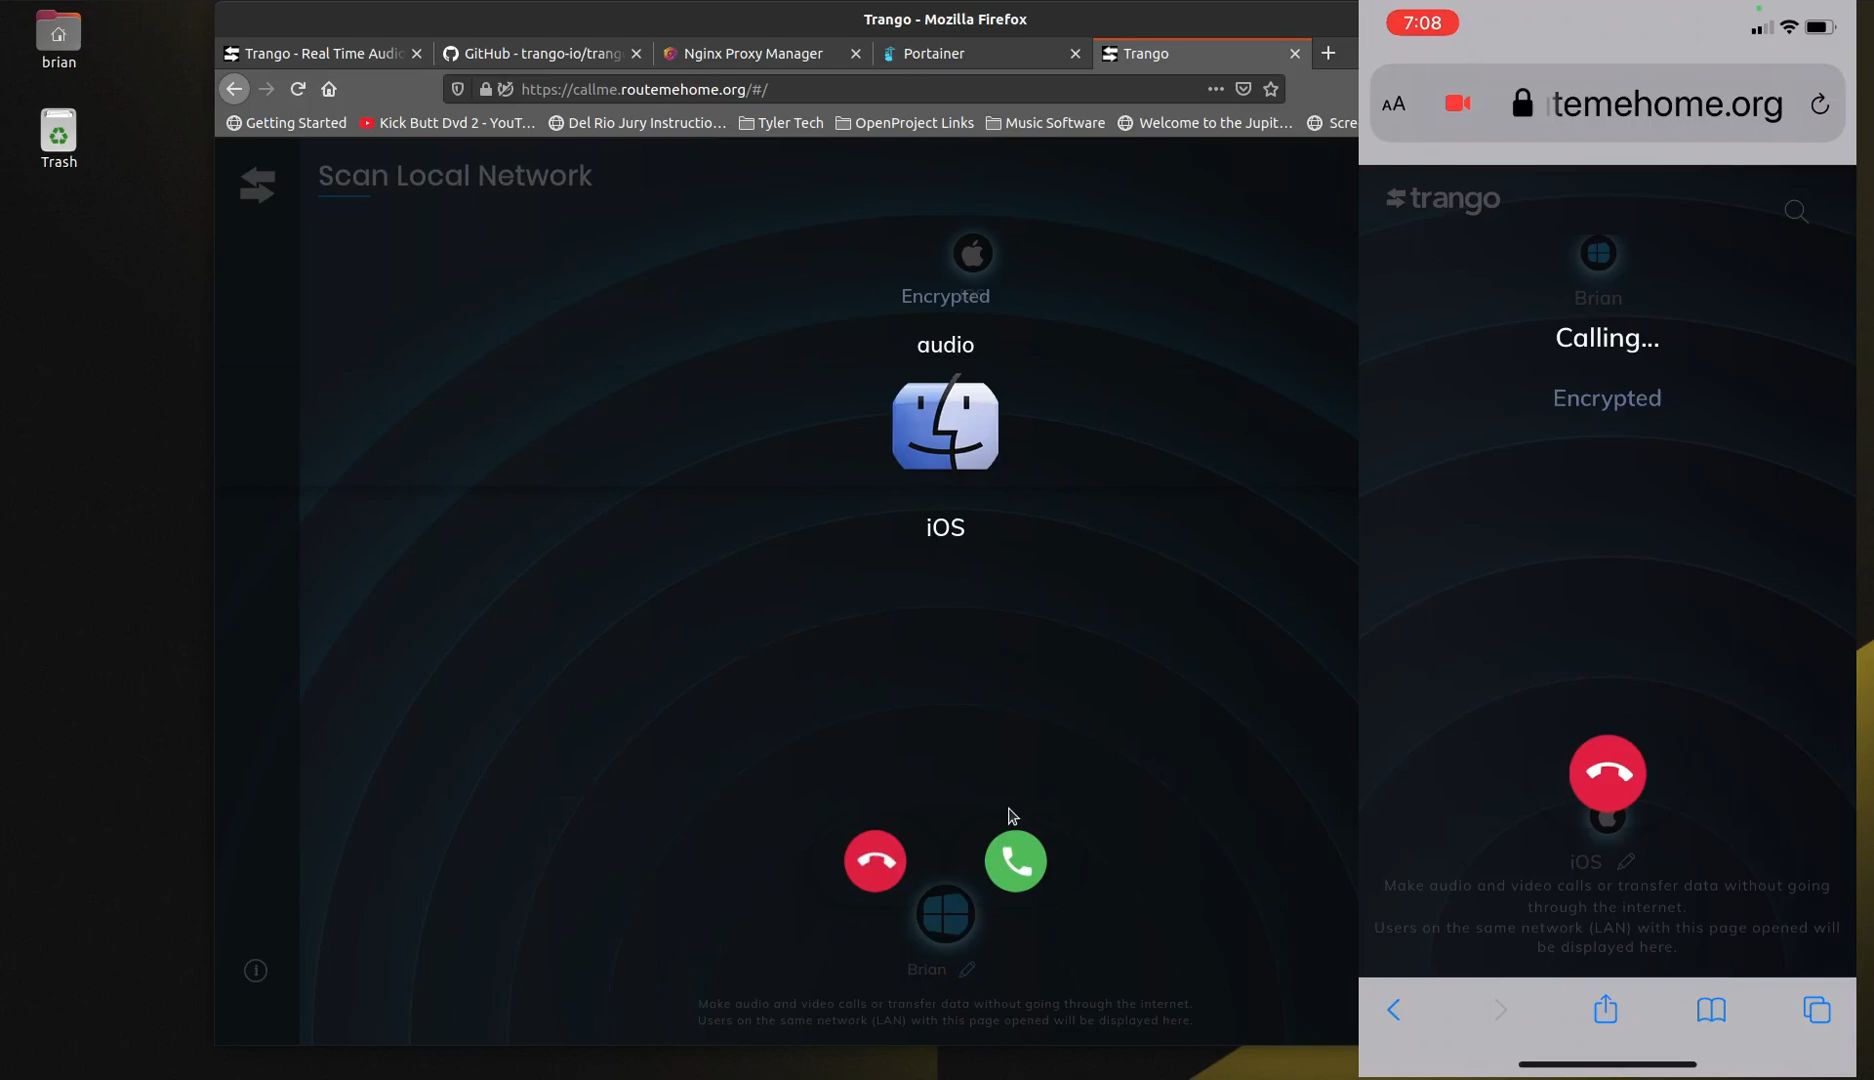 brian
Trash
Trango - Mozilla Firefox
Trango - Real Time Audio
GitHub - trango-io/trang
Nginx Proxy Manager
Portainer
Trango
https://callme.routemehome.org/#/
Getting Started
Kick Butt Dvd 2 - YouT...
Del Rio Jury Instructio...
Tyler Tech
OpenProject Links
Music Software
Welcome to the Jupit...
Scre
Scan Local Network
Encrypted
audio
iOS
Brian
Make audio and video calls or transfer data without going through the internet.
Users on the same network (LAN) with this page opened will be displayed here.
7:08
AA
temehome.org
trango
Brian
Calling...
Encrypted
iOS
Make audio and video calls or transfer data without going
through the internet.
Users on the same network (LAN) with this page opened will
be displayed here.